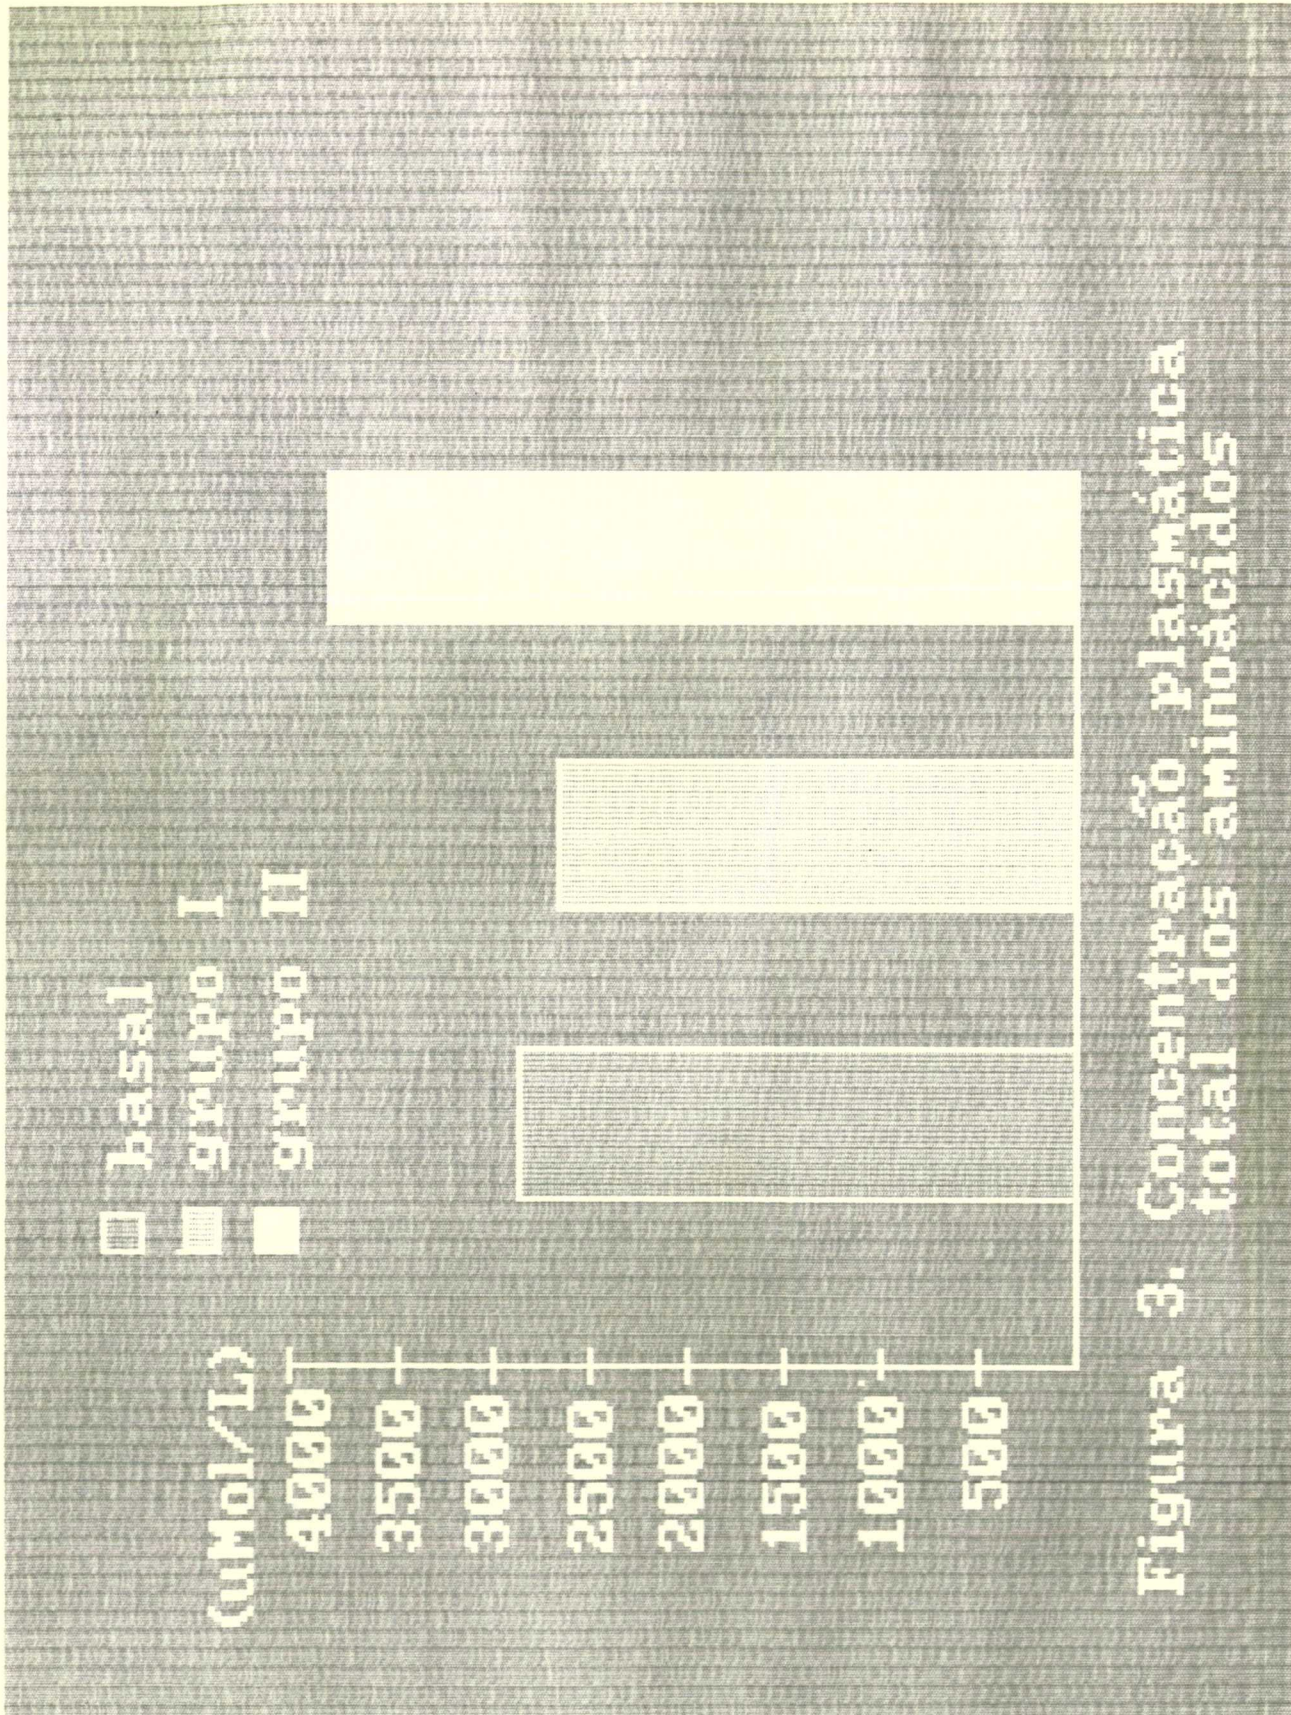 basal
grupo I
grupo II
(uMol/L)
4000
3500
3000
2500
2000
1500
1000
500
Figura 3. Concentração plasmática
total dos aminoácidos